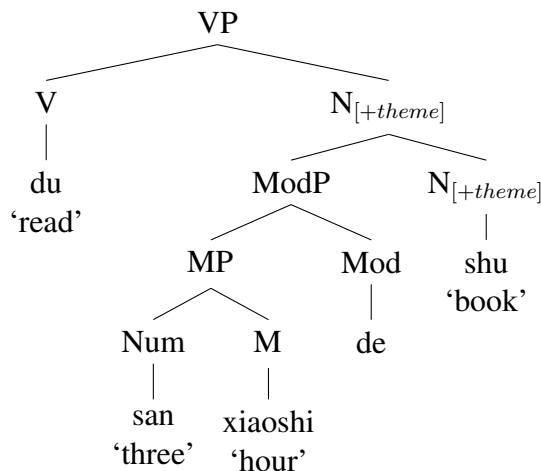 VP
V N[+theme]
du ModP N[+theme]
‘read’ MP Mod shu
‘book’
Num M de
san xiaoshi
‘three’ ‘hour’